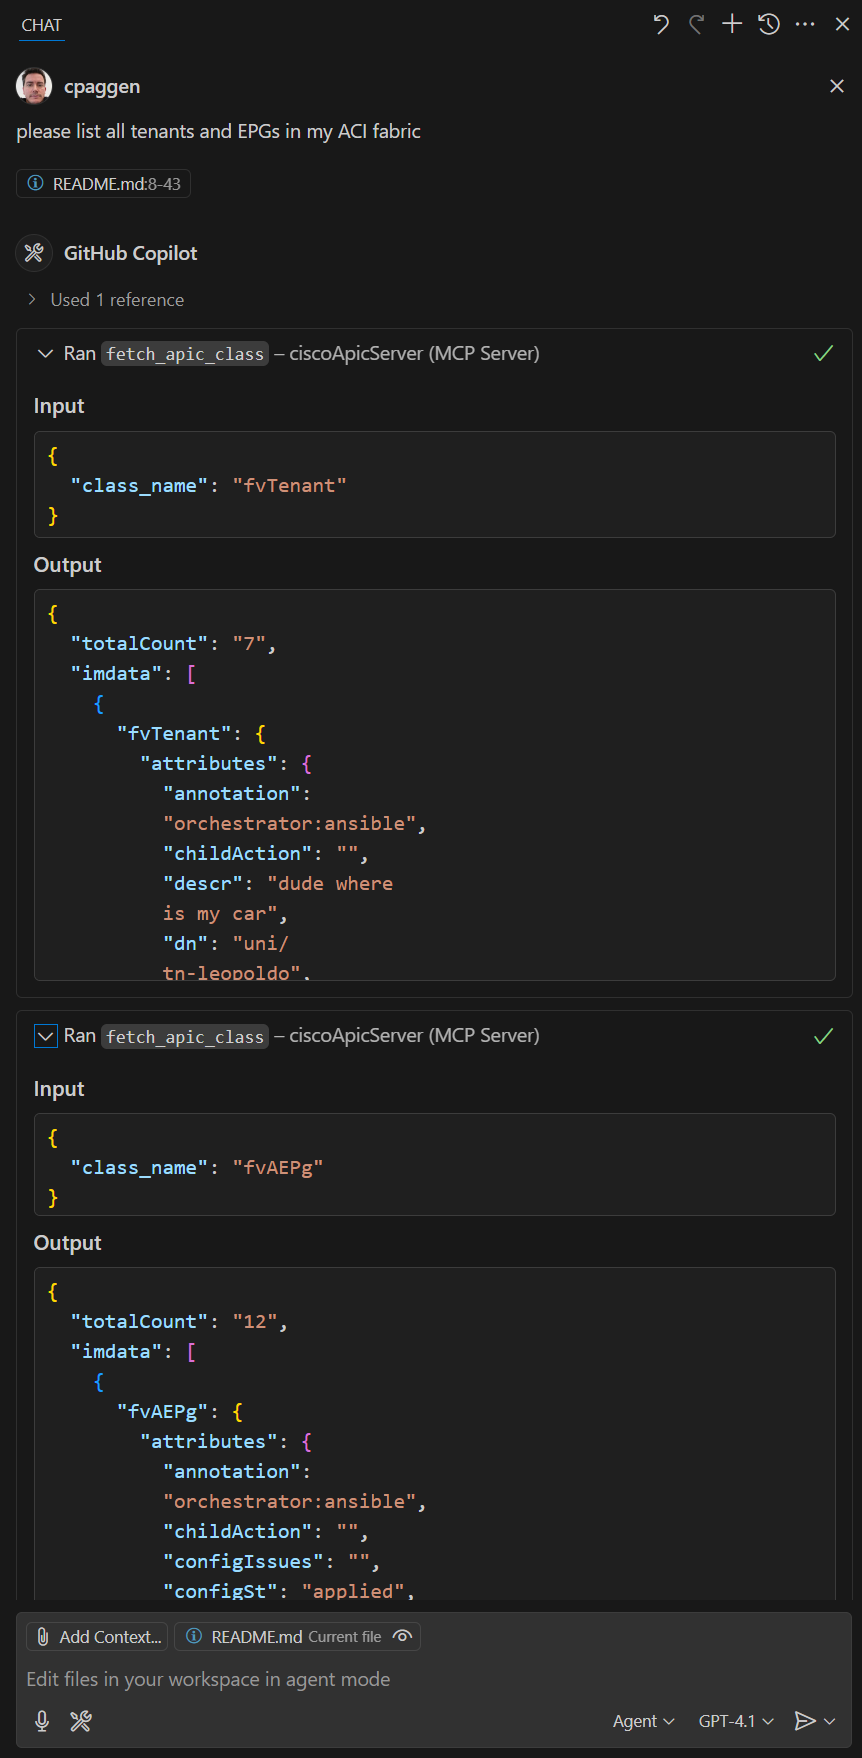 CHAT
cpaggen
please list all tenants and EPGs in my ACI fabric
README.md:8-43
GitHub Copilot
Used 1 reference
Ran fetch_apic_class – ciscoApicServer (MCP Server)
Input
{
"class_name": "fvTenant"
}
Output
{
"totalCount": "7",
"imdata": [
{
"fvTenant": {
"attributes": {
"annotation":
"orchestrator:ansible",
"childAction": "",
"descr": "dude where
is my car",
"dn": "uni/
tn-leopoldo",
Ran fetch_apic_class – ciscoApicServer (MCP Server)
Input
{
"class_name": "fvAEPg"
}
Output
{
"totalCount": "12",
"imdata": [
{
"fvAEPg": {
"attributes": {
"annotation":
"orchestrator:ansible",
"childAction": "",
"configIssues": "",
"configSt": "applied",
Add Context... README.md Current file
Edit files in your workspace in agent mode
Agent GPT-4.1